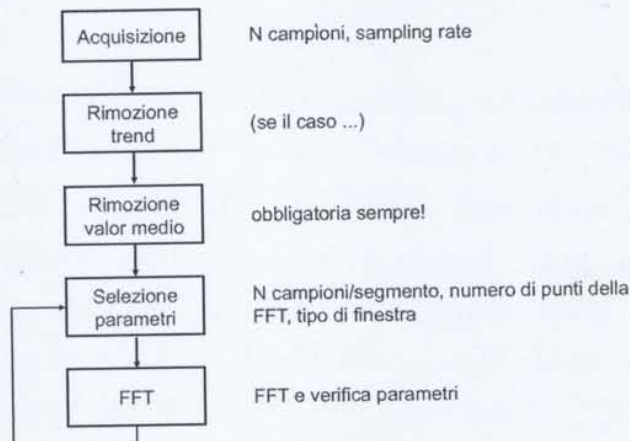 Acquisizione
N campioni, sampling rate
Rimozione
trend
(se il caso ...)
Rimozione
valor medio
obbligatoria sempre!
Selezione
parametri
N campioni/segmento, numero di punti della
FFT, tipo di finestra
FFT
FFT e verifica parametri